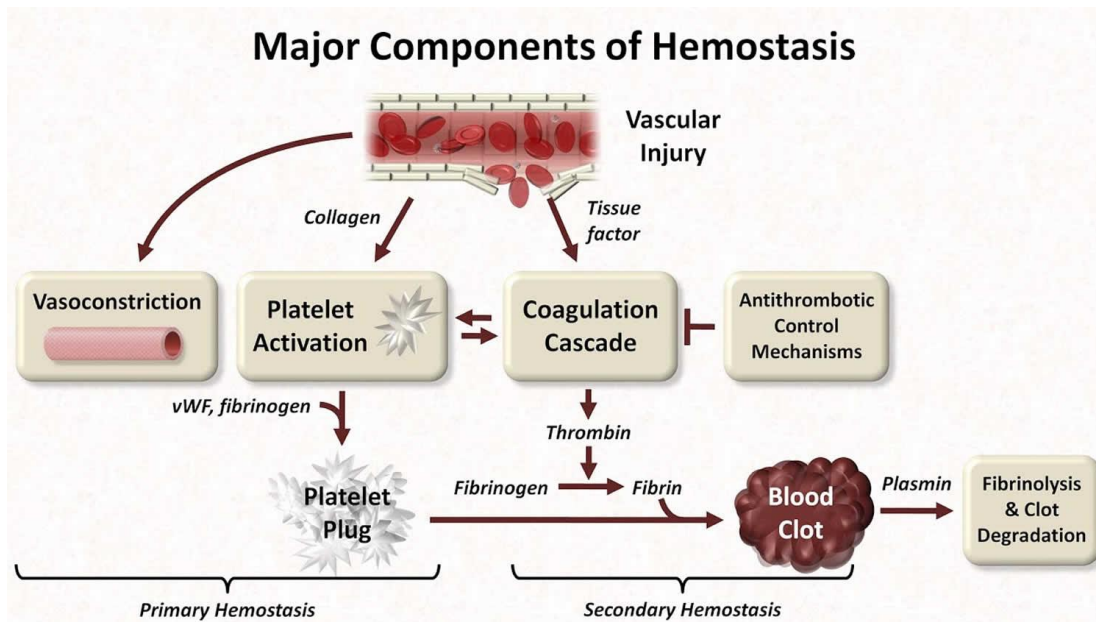 Major Components of Hemostasis
Vascular
Injury
Collagen
Tissue
factor
Vasoconstriction
Platelet
Activation
Coagulation
Cascade
Antithrombotic
Control
Mechanisms
vWF, fibrinogen
Thrombin
Fibrinogen
Fibrin
Platelet
Plug
Blood
Clot
Plasmin
Fibrinolysis
& Clot
Degradation
Primary Hemostasis
Secondary Hemostasis